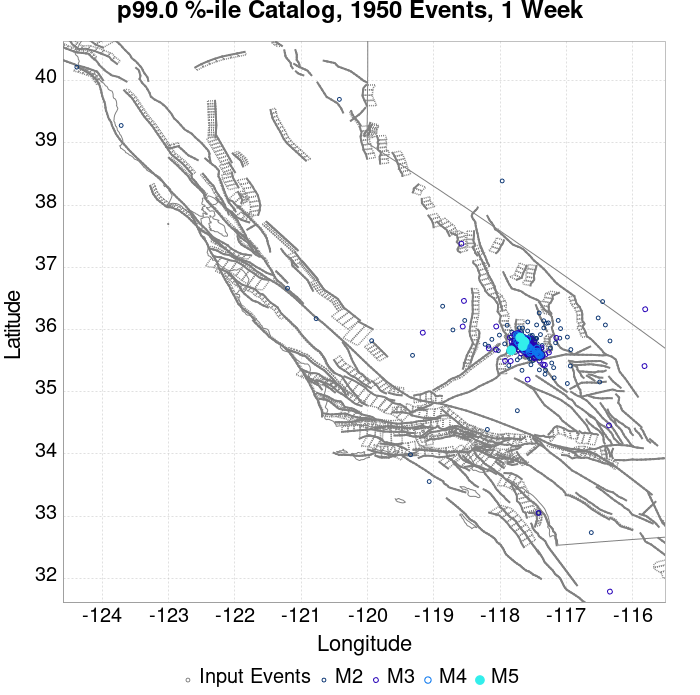 p99.0 %-ile Catalog, 1950 Events, 1 Week
40
39
38
37
36
35
34
33
32
Latitude
-124 -123 -122 -121 -120 -119 -118 -117 -116
Longitude
Input Events M2 M3 M4 M5